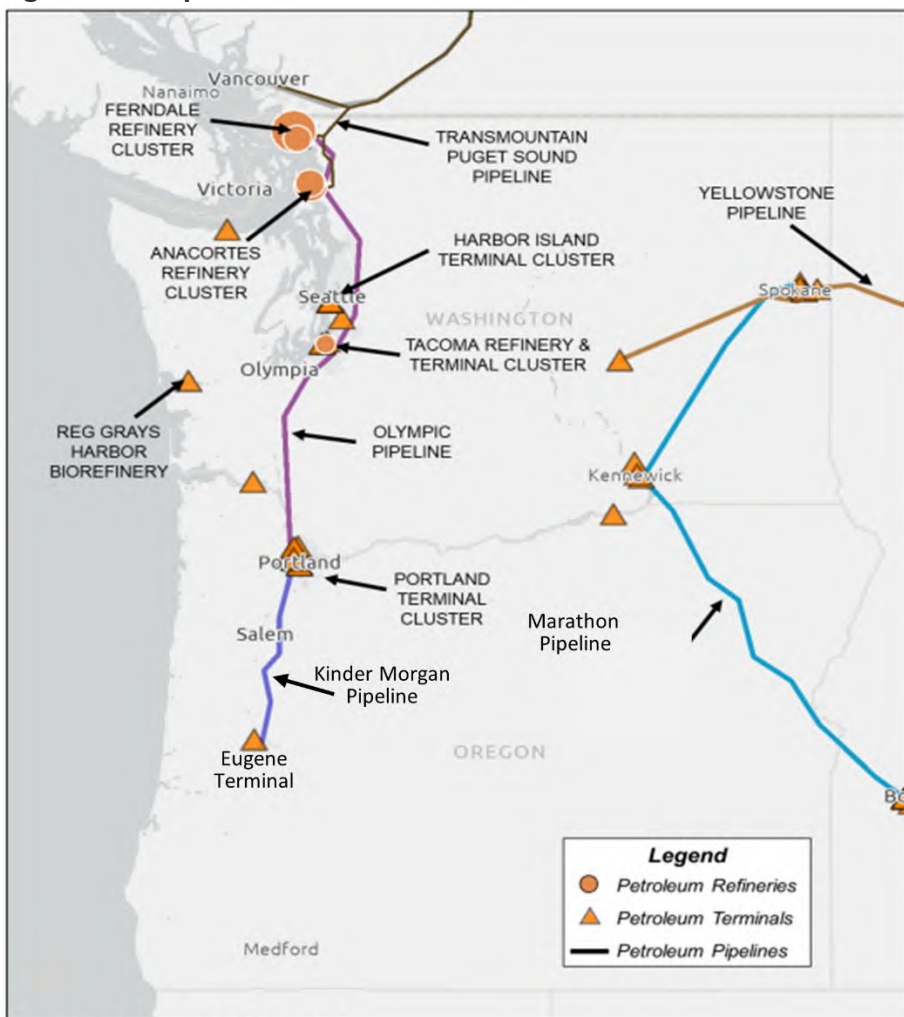 Vancouver
Nanaimo
FERNDALE
REFINERY
CLUSTER
TRANSMOUNTAIN
PUGET SOUND
PIPELINE
Victoria
YELLOWSTONE
PIPELINE
ANACORTES
REFINERY
CLUSTER
HARBOR ISLAND
TERMINAL CLUSTER
Seattle
Spokane
WASHINGTON
TACOMA REFINERY &
TERMINAL CLUSTER
Olympia
REG GRAYS
HARBOR
BIOREFINERY
OLYMPIC
PIPELINE
Kennewick
Portland
PORTLAND
TERMINAL
CLUSTER
Salem
Marathon
Pipeline
Kinder Morgan
Pipeline
Eugene
Terminal
OREGON
Legend
Petroleum Refineries
Petroleum Terminals
Petroleum Pipelines
Medford